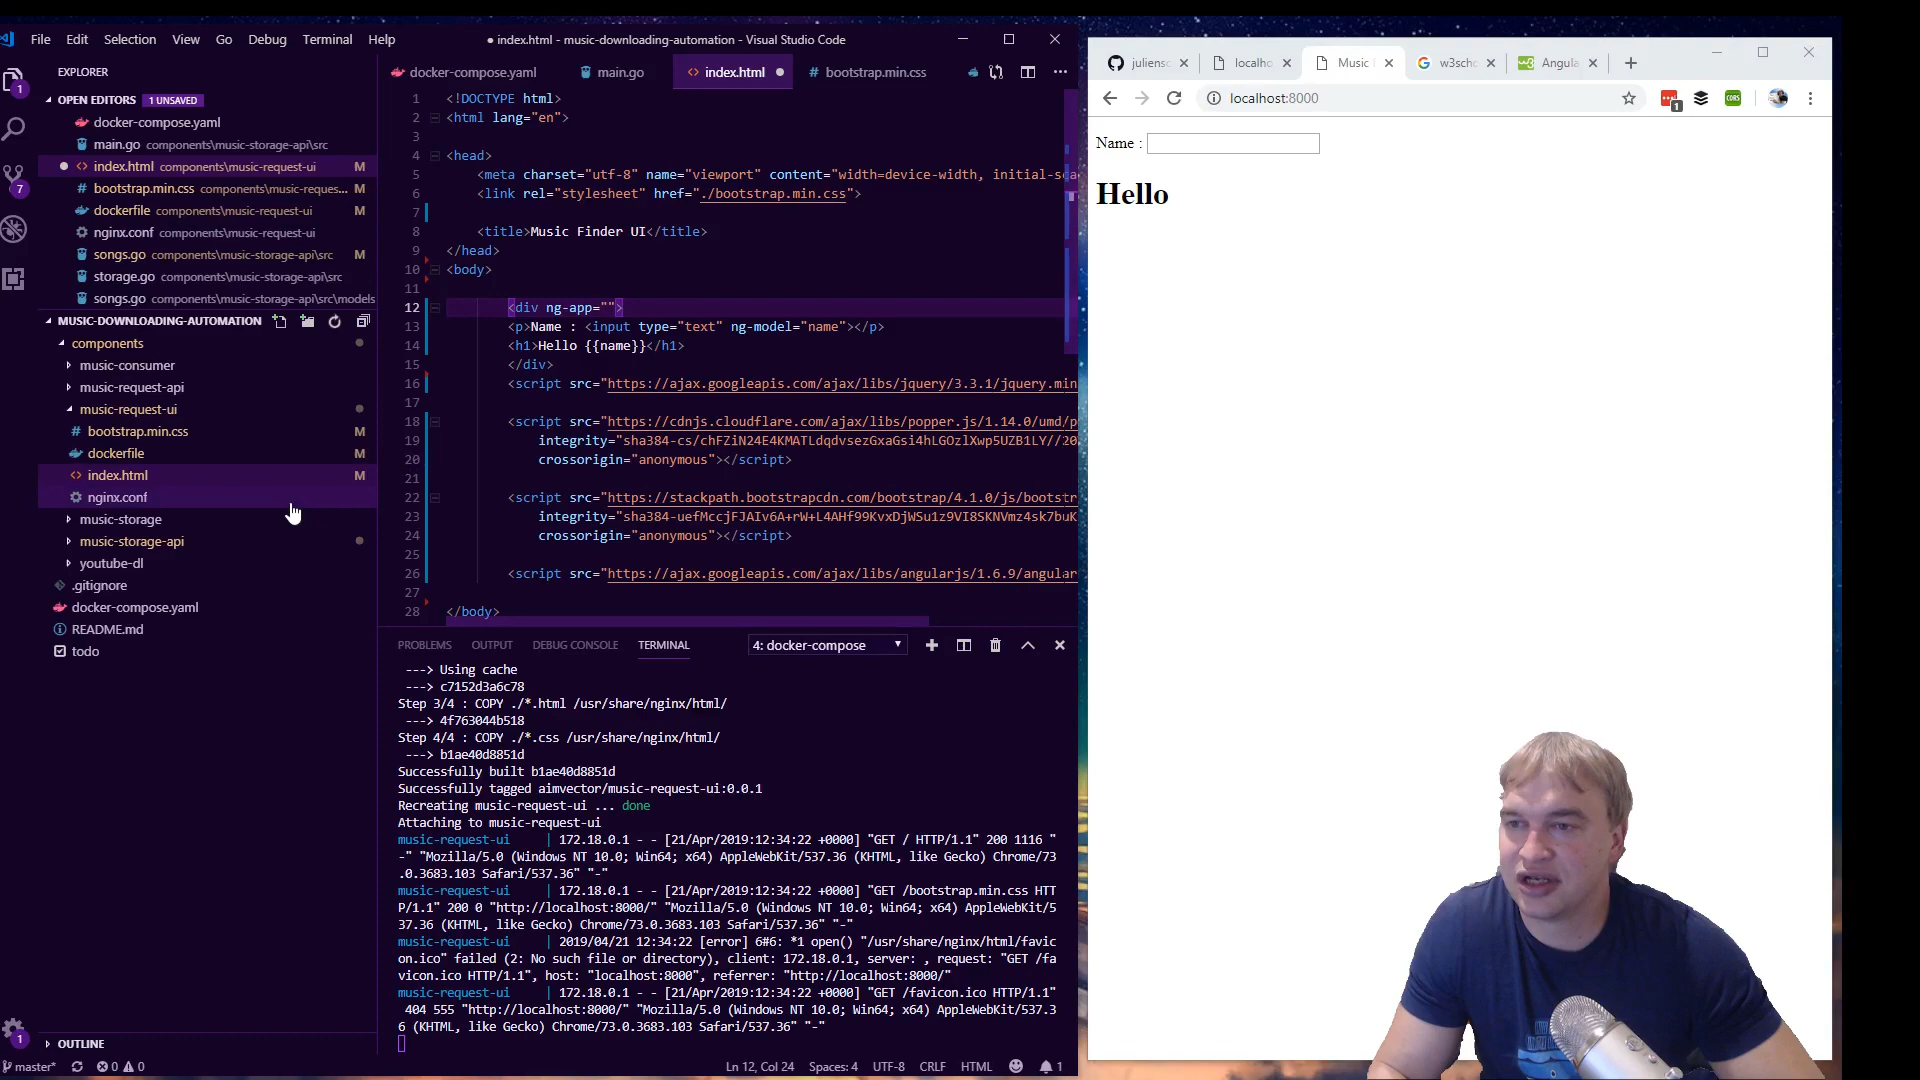 File Edit Selection View Go Debug Terminal Help
● index.html - music-downloading-automation - Visual Studio Code
EXPLORER
OPEN EDITORS 1 UNSAVED
docker-compose.yaml
main.go components\music-storage-api\src
index.html components\music-request-ui M
bootstrap.min.css components\music-reques... M
dockerfile components\music-request-ui M
nginx.conf components\music-request-ui
songs.go components\music-storage-api\src M
storage.go components\music-storage-api\src
songs.go components\music-storage-api\src\models
MUSIC-DOWNLOADING-AUTOMATION
components
music-consumer
music-request-api
music-request-ui
bootstrap.min.css M
dockerfile M
index.html M
nginx.conf
music-storage
music-storage-api
youtube-dl
.gitignore
docker-compose.yaml
README.md
todo
OUTLINE
1
7
1
docker-compose.yaml main.go index.html bootstrap.min.css
1 <!DOCTYPE html>
2 <html lang="en">
3
4 <head>
5 <meta charset="utf-8" name="viewport" content="width=device-width, initial-sca
6 <link rel="stylesheet" href="./bootstrap.min.css">
7
8 <title>Music Finder UI</title>
9 </head>
10 <body>
11
12 <div ng-app="">
13 <p>Name : <input type="text" ng-model="name"></p>
14 <h1>Hello {{name}}</h1>
15 </div>
16 <script src="https://ajax.googleapis.com/ajax/libs/jquery/3.3.1/jquery.min
17
18 <script src="https://cdnjs.cloudflare.com/ajax/libs/popper.js/1.14.0/umd/p
19 integrity="sha384-cs/chFZiN24E4KMATLdqdvsezGxaGsi4hLGOzlXwp5UZB1LY//20
20 crossorigin="anonymous"></script>
21
22 <script src="https://stackpath.bootstrapcdn.com/bootstrap/4.1.0/js/bootstr
23 integrity="sha384-uefMccjFJAIv6A+rW+L4AHf99KvxDjWSu1z9VI8SKNVmz4sk7buK
24 crossorigin="anonymous"></script>
25
26 <script src="https://ajax.googleapis.com/ajax/libs/angularjs/1.6.9/angular
27
28 </body>
PROBLEMS OUTPUT DEBUG CONSOLE TERMINAL 4: docker-compose
---> Using cache
---> c7152d3a6c78
Step 3/4 : COPY ./*.html /usr/share/nginx/html/
---> 4f763044b518
Step 4/4 : COPY ./*.css /usr/share/nginx/html/
---> b1ae40d8851d
Successfully built b1ae40d8851d
Successfully tagged aimvector/music-request-ui:0.0.1
Recreating music-request-ui ... done
Attaching to music-request-ui
music-request-ui | 172.18.0.1 - - [21/Apr/2019:12:34:22 +0000] "GET / HTTP/1.1" 200 1116 "
-" "Mozilla/5.0 (Windows NT 10.0; Win64; x64) AppleWebKit/537.36 (KHTML, like Gecko) Chrome/73
.0.3683.103 Safari/537.36" "-"
music-request-ui | 172.18.0.1 - - [21/Apr/2019:12:34:22 +0000] "GET /bootstrap.min.css HTT
P/1.1" 200 0 "http://localhost:8000/" "Mozilla/5.0 (Windows NT 10.0; Win64; x64) AppleWebKit/5
37.36 (KHTML, like Gecko) Chrome/73.0.3683.103 Safari/537.36" "-"
music-request-ui | 2019/04/21 12:34:22 [error] 6#6: *1 open() "/usr/share/nginx/html/favic
on.ico" failed (2: No such file or directory), client: 172.18.0.1, server: , request: "GET /fa
vicon.ico HTTP/1.1", host: "localhost:8000", referrer: "http://localhost:8000/"
music-request-ui | 172.18.0.1 - - [21/Apr/2019:12:34:22 +0000] "GET /favicon.ico HTTP/1.1"
404 555 "http://localhost:8000/" "Mozilla/5.0 (Windows NT 10.0; Win64; x64) AppleWebKit/537.3
6 (KHTML, like Gecko) Chrome/73.0.3683.103 Safari/537.36" "-"
master* 0 0 Ln 12, Col 24 Spaces: 4 UTF-8 CRLF HTML 1
juliensc localho Music w3scho Angula
localhost:8000
1 CORS
Name :
Hello